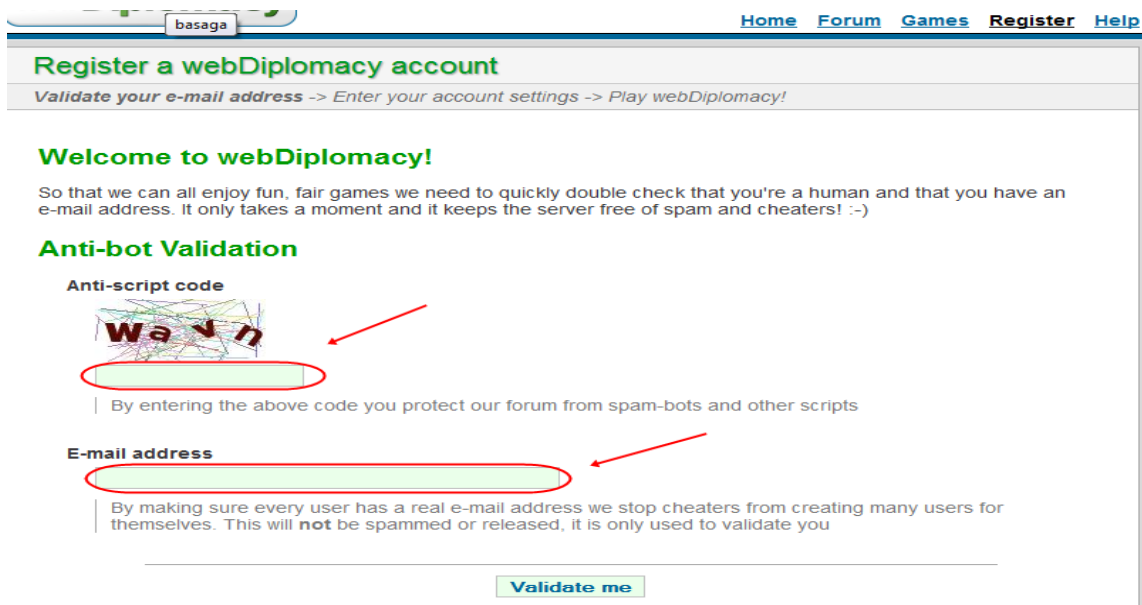 basaga
Home Forum Games Register Help
Register a webDiplomacy account
Validate your e-mail address -> Enter your account settings -> Play webDiplomacy!
Welcome to webDiplomacy!
So that we can all enjoy fun, fair games we need to quickly double check that you're a human and that you have an
e-mail address. It only takes a moment and it keeps the server free of spam and cheaters! :-)
Anti-bot Validation
Anti-script code
wavn
By entering the above code you protect our forum from spam-bots and other scripts
E-mail address
By making sure every user has a real e-mail address we stop cheaters from creating many users for
themselves. This will not be spammed or released, it is only used to validate you
Validate me